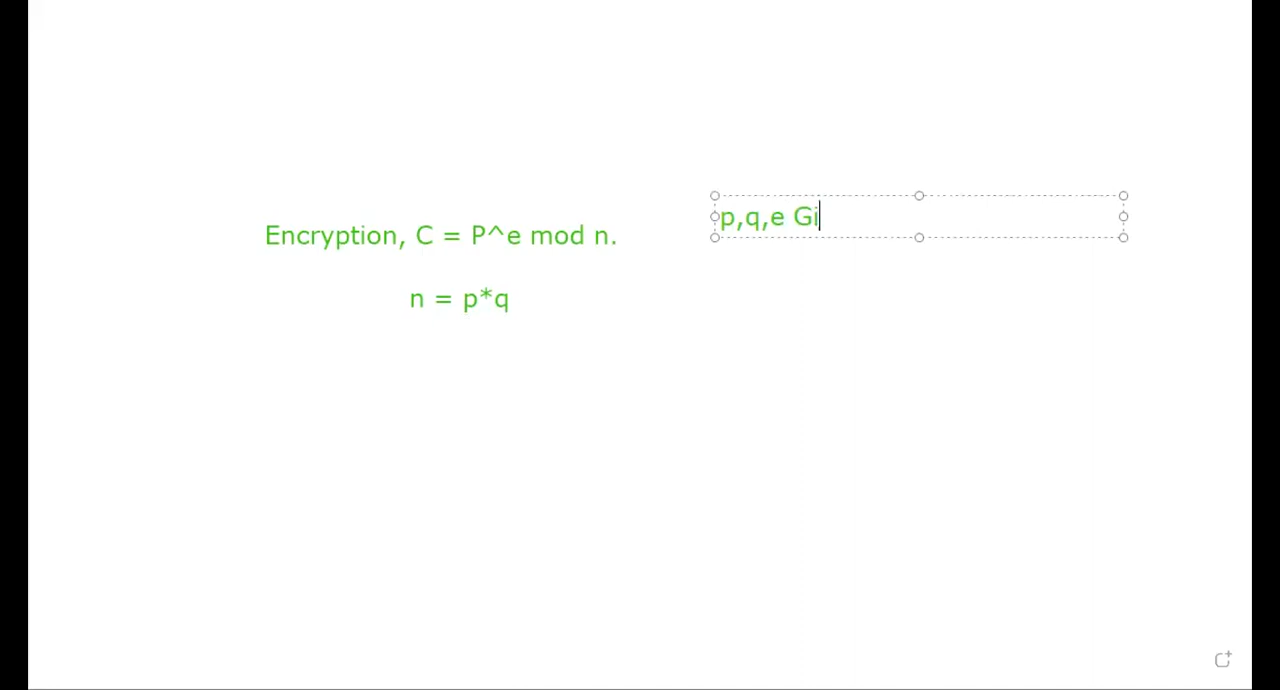 Encryption, C = P^e mod n.
n = p*q
p,q,e Gi